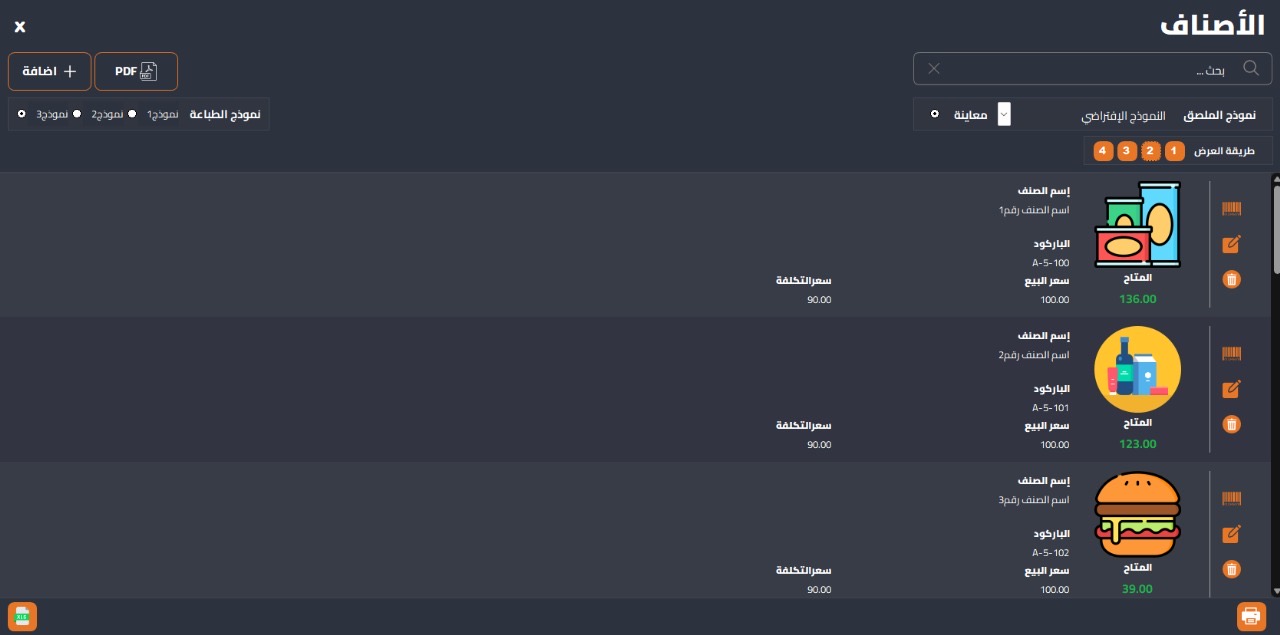 الأصناف
x
بحث ...
PDF
اضافة
نموذج الملصق
النموذج الإفتراضي
معاينة
نموذج الطباعة
نموذج1
نموذج2
نموذج3
طريقة العرض
1
2
3
4
إسم الصنف
اسم الصنف رقم1
الباركود
A-5-100
المتاح
سعر البيع
سعرالتكلفة
136.00
100.00
90.00
إسم الصنف
اسم الصنف رقم2
الباركود
A-5-101
المتاح
سعر البيع
سعرالتكلفة
123.00
100.00
90.00
إسم الصنف
اسم الصنف رقم3
الباركود
A-5-102
المتاح
سعر البيع
سعرالتكلفة
39.00
100.00
90.00
XLS